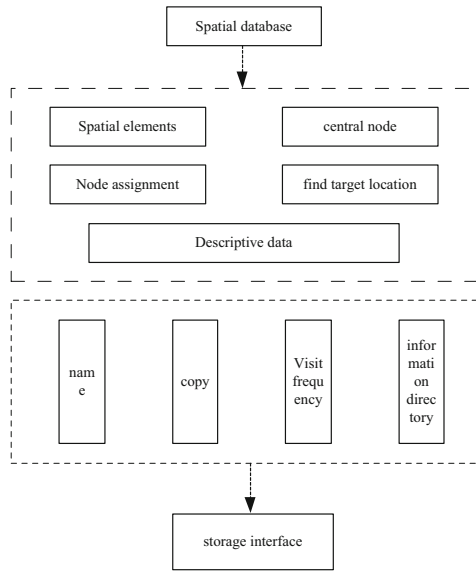 Spatial database
Spatial elements
central node
Node assignment
find target location
Descriptive data
nam
e
copy
Visit
frequ
ency
infor
mati
on
direc
tory
storage interface